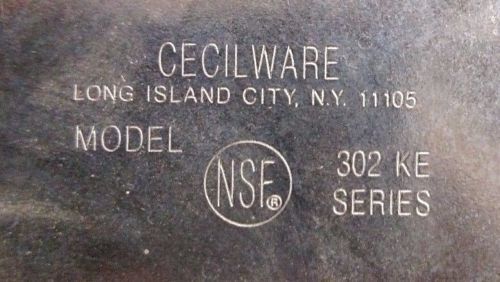 CECILWARE
LONG ISLAND CITY, N.Y. 11105
MODEL
NSF®
302 KE
SERIES